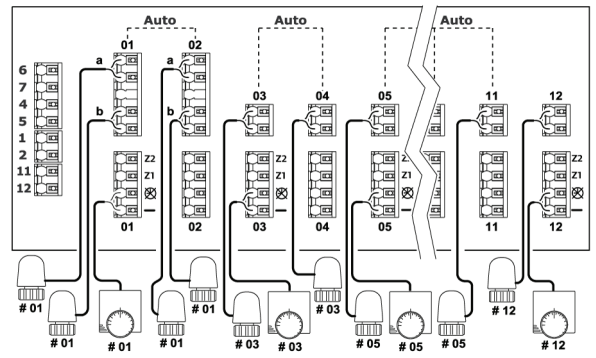 Auto Auto Auto
01 02
a a
6
7
4
5
1
2
11
12
b b
03 04 05 11 12
Z2 Z2 Z2 Z2
Z1 Z1 Z1 Z1
01 02 03 04 05 11 12
# 01 # 01 # 03 # 12
# 01 # 01 # 01 # 03 # 03 # 05 # 05 # 05 # 12